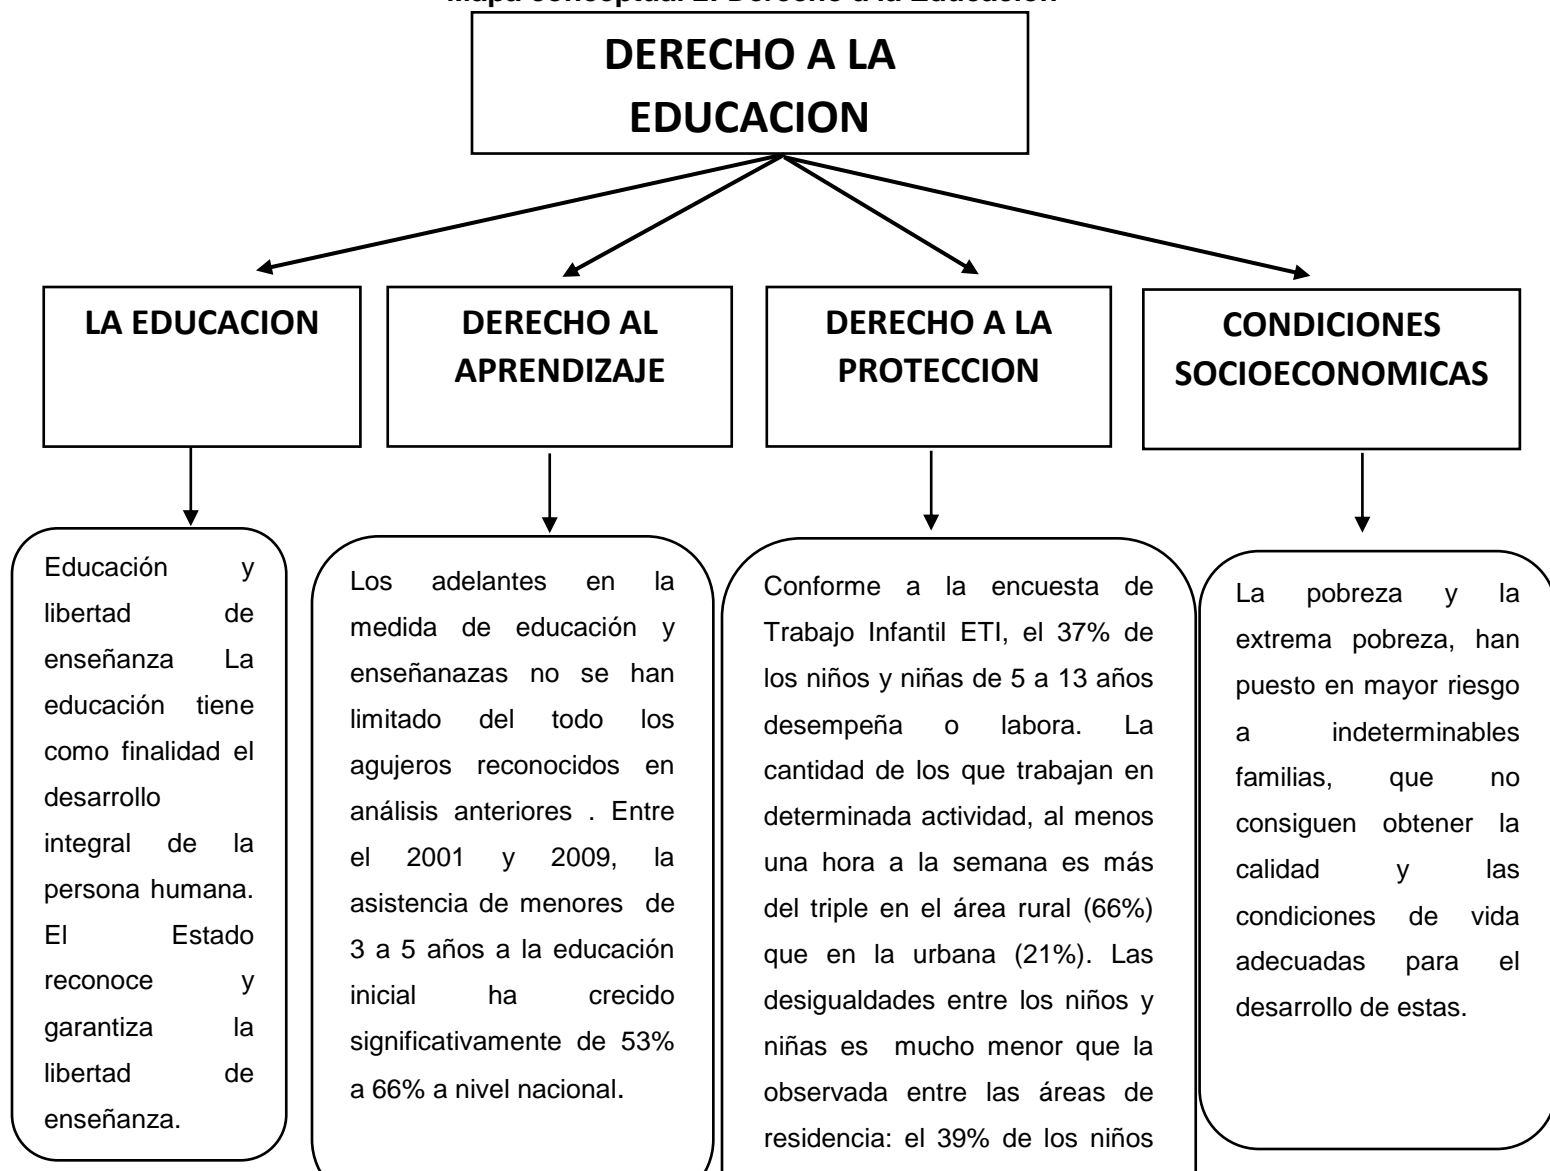 Mapa conceptual 2: Derecho a la Educación
DERECHO A LA
EDUCACION
LA EDUCACION
DERECHO AL
APRENDIZAJE
DERECHO A LA
PROTECCION
CONDICIONES
SOCIOECONOMICAS
Educación y
libertad de
enseñanza La
educación tiene
como finalidad el
desarrollo
integral de la
persona humana.
El Estado
reconoce y
garantiza la
libertad de
enseñanza.
Los adelantes en la
medida de educación y
enseñanazas no se han
limitado del todo los
agujeros reconocidos en
análisis anteriores . Entre
el 2001 y 2009, la
asistencia de menores de
3 a 5 años a la educación
inicial ha crecido
significativamente de 53%
a 66% a nivel nacional.
Conforme a la encuesta de
Trabajo Infantil ETI, el 37% de
los niños y niñas de 5 a 13 años
desempeña o labora. La
cantidad de los que trabajan en
determinada actividad, al menos
una hora a la semana es más
del triple en el área rural (66%)
que en la urbana (21%). Las
desigualdades entre los niños y
niñas es mucho menor que la
observada entre las áreas de
residencia: el 39% de los niños
La pobreza y la
extrema pobreza, han
puesto en mayor riesgo
a indeterminables
familias, que no
consiguen obtener la
calidad y las
condiciones de vida
adecuadas para el
desarrollo de estas.